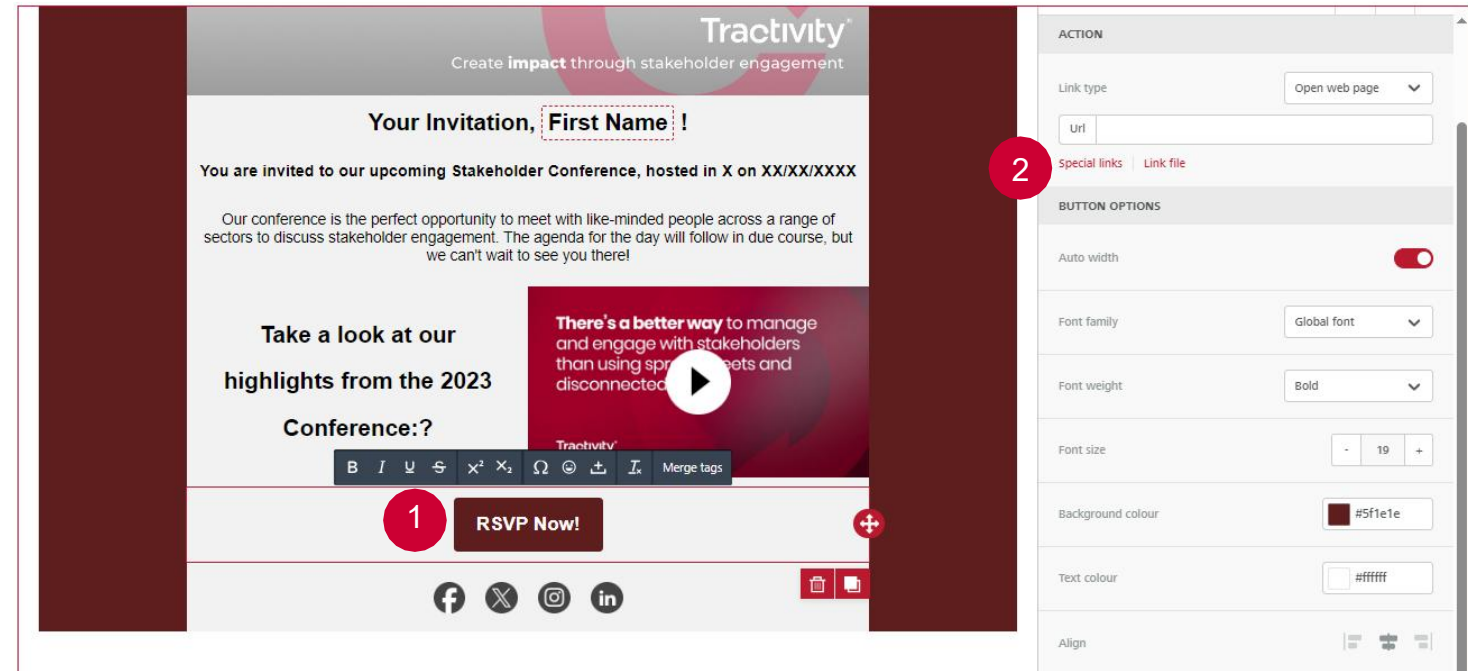 Tractivity®
Create impact through stakeholder engagement
Your Invitation, First Name !
You are invited to our upcoming Stakeholder Conference, hosted in X on XX/XX/XXXX
Our conference is the perfect opportunity to meet with like-minded people across a range of
sectors to discuss stakeholder engagement. The agenda for the day will follow in due course, but
we can't wait to see you there!
Take a look at our
highlights from the 2023
Conference:?
There's a better way to manage
and engage with stakeholders
than using spr eets and
disconnected
Tractivity®
B I U S X² X₂ Ω Tx Merge tags
1
RSVP Now!
ACTION
Link type
Open web page
Url
2
Special links
Link file
BUTTON OPTIONS
Auto width
Font family
Global font
Font weight
Bold
Font size
- 19 +
Background colour
#5f1e1e
Text colour
#ffffff
Align